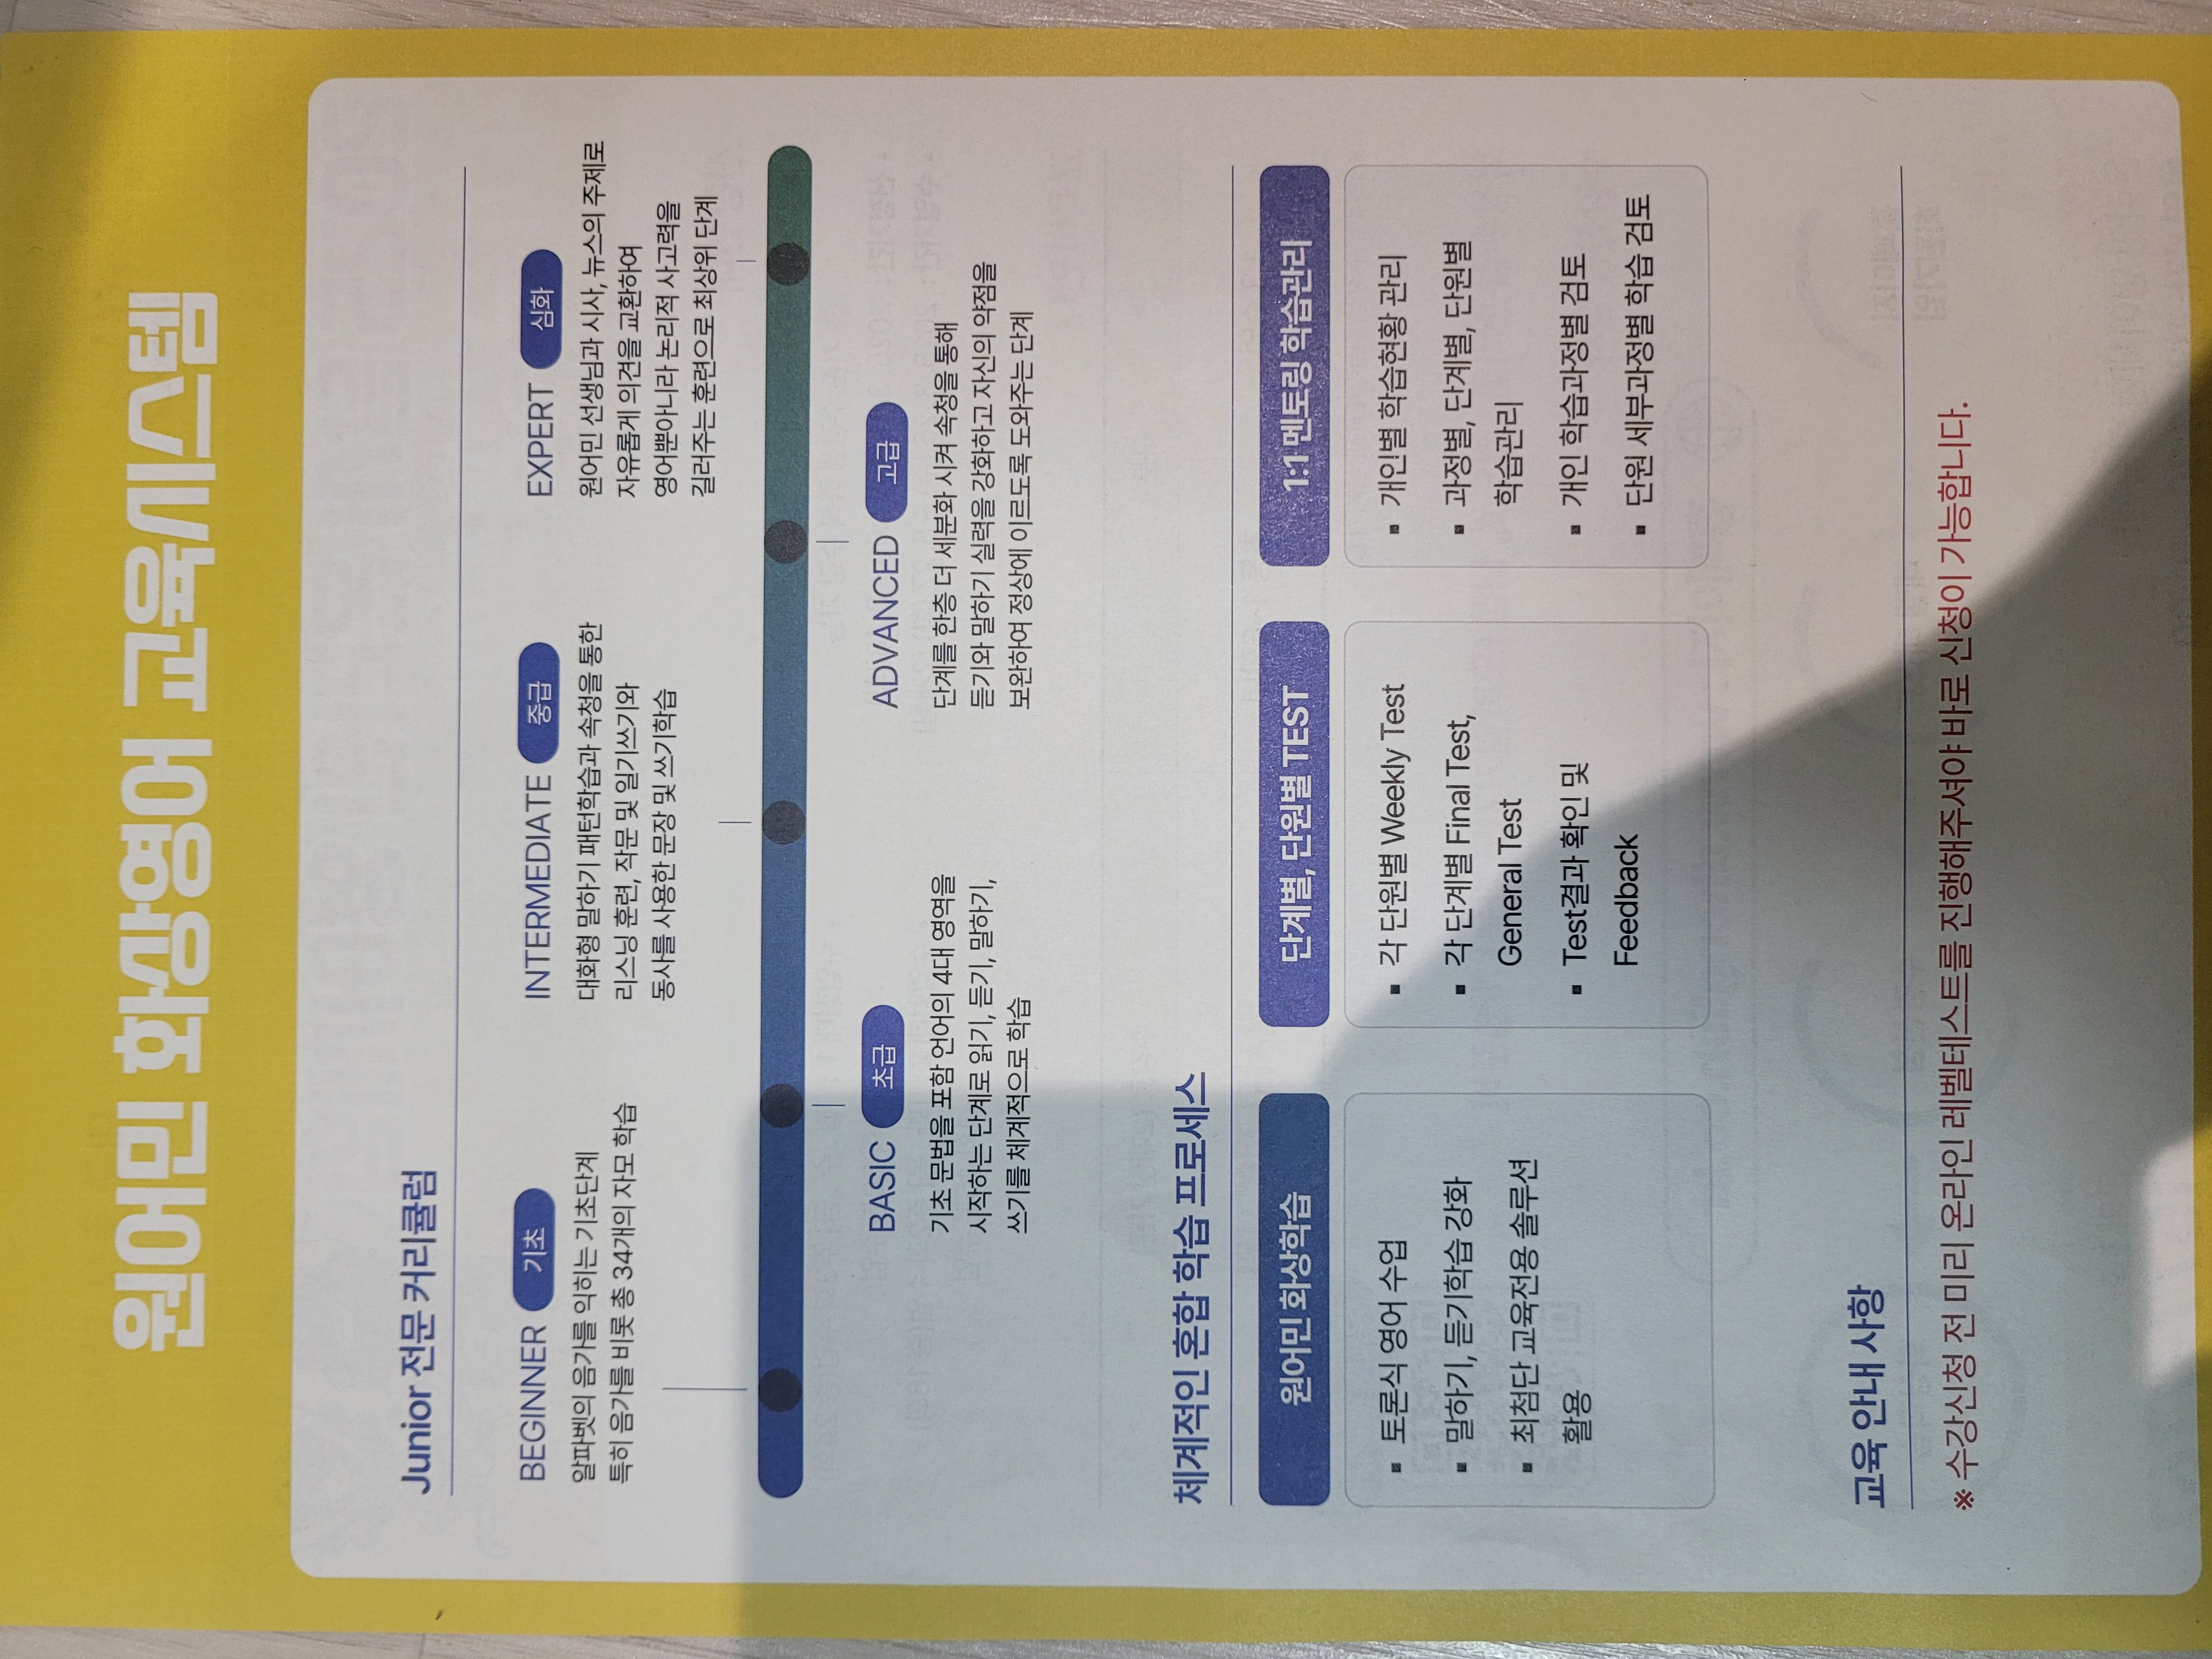 원어민 화상영어 교육시스템
Junior 전문 커리큘럼
BEGINNER 기초
알파벳의 음가를 익히는 기초단계
특히 음가를 비롯 총 34개의 자모 학습
INTERMEDIATE 중급
대화형 말하기 패턴학습과 속청을 통한
리스닝 훈련, 작문 및 일기쓰기와
동사를 사용한 문장 및 쓰기학습
EXPERT 심화
원어민 선생님과 시사, 뉴스의 주제로
자유롭게 의견을 교환하여
영어뿐아니라 논리적 사고력을
길러주는 훈련으로 최상위 단계
BASIC 초급
기초 문법을 포함 언어의 4대 영역을
시작하는 단계로 읽기, 듣기, 말하기,
쓰기를 체계적으로 학습
ADVANCED 고급
단계를 한층 더 세분화 시켜 속청을 통해
듣기와 말하기 실력을 강화하고 자신의 약점을
보완하여 정상에 이르도록 도와주는 단계
체계적인 혼합 학습 프로세스
원어민 화상학습
▪ 토론식 영어 수업
▪ 말하기, 듣기학습 강화
▪ 최첨단 교육전용 솔루션
활용
단계별, 단원별 TEST
▪ 각 단원별 Weekly Test
▪ 각 단계별 Final Test,
General Test
▪ Test결과 확인 및
Feedback
1:1 멘토링 학습관리
▪ 개인별 학습현황 관리
▪ 과정별, 단계별, 단원별
학습관리
▪ 개인 학습과정별 검토
▪ 단원 세부과정별 학습 검토
교육 안내 사항
※ 수강신청 전 미리 온라인 레벨테스트를 진행해주셔야 바로 신청이 가능합니다.